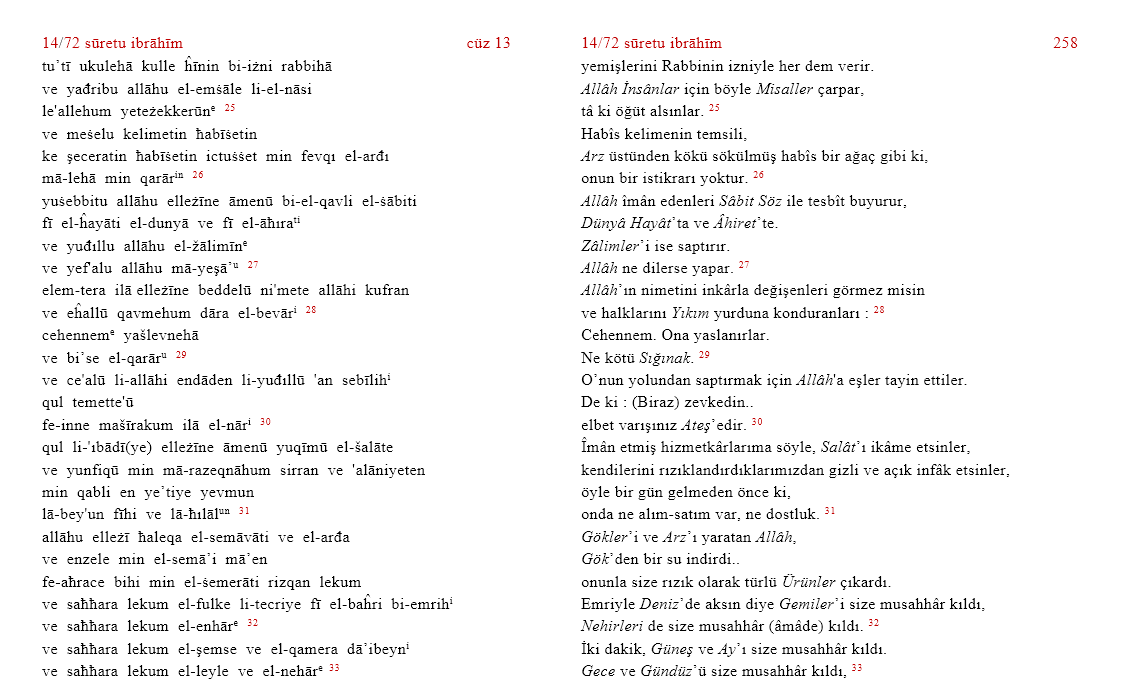 14/72 sūretu ibrāhīm cüz 13
tu’tī ukulehā kulle ĥīnin bi-iżni rabbihā
ve yađribu allāhu el-emśāle li-el-nāsi
le'allehum yeteżekkerūnᵉ 25
ve meśelu kelimetin ħabīśetin
ke şeceratin ħabīśetin ictuśśet min fevqı el-arđı
mā-lehā min qarārⁱⁿ 26
yuśebbitu allāhu elleżīne āmenū bi-el-qavli el-śābiti
fī el-ĥayāti el-dunyā ve fī el-āħıraᵗⁱ
ve yuđıllu allāhu el-žālimīnᵉ
ve yef'alu allāhu mā-yeşā’ᵘ 27
elem-tera ilā elleżīne beddelū ni'mete allāhi kufran
ve eĥallū qavmehum dāra el-bevārⁱ 28
cehennemᵉ yašlevnehā
ve bi’se el-qarārᵘ 29
ve ce'alū li-allāhi endāden li-yuđıllū 'an sebīlihⁱ
qul temette'ū
fe-inne mašīrakum ilā el-nārⁱ 30
qul li-'ıbādī(ye) elleżīne āmenū yuqīmū el-šalāte
ve yunfiqū min mā-razeqnāhum sirran ve 'alāniyeten
min qabli en ye’tiye yevmun
lā-bey'un fīhi ve lā-ħılālᵘⁿ 31
allāhu elleżī ħaleqa el-semāvāti ve el-arđa
ve enzele min el-semā’i mā’en
fe-aħrace bihi min el-śemerāti rizqan lekum
ve saħħara lekum el-fulke li-tecriye fī el-baĥri bi-emrihⁱ
ve saħħara lekum el-enhārᵉ 32
ve saħħara lekum el-şemse ve el-qamera dā’ibeynⁱ
ve saħħara lekum el-leyle ve el-nehārᵉ 33
14/72 sūretu ibrāhīm 258
yemişlerini Rabbinin izniyle her dem verir.
Allâh İnsânlar için böyle Misaller çarpar,
tâ ki öğüt alsınlar. 25
Habîs kelimenin temsili,
Arz üstünden kökü sökülmüş habîs bir ağaç gibi ki,
onun bir istikrarı yoktur. 26
Allâh îmân edenleri Sâbit Söz ile tesbît buyurur,
Dünyâ Hayât’ta ve Âhiret’te.
Zâlimler’i ise saptırır.
Allâh ne dilerse yapar. 27
Allâh’ın nimetini inkârla değişenleri görmez misin
ve halklarını Yıkım yurduna konduranları : 28
Cehennem. Ona yaslanırlar.
Ne kötü Sığınak. 29
O’nun yolundan saptırmak için Allâh'a eşler tayin ettiler.
De ki : (Biraz) zevkedin..
elbet varışınız Ateş’edir. 30
Îmân etmiş hizmetkârlarıma söyle, Salât’ı ikâme etsinler,
kendilerini rızıklandırdıklarımızdan gizli ve açık infâk etsinler,
öyle bir gün gelmeden önce ki,
onda ne alım-satım var, ne dostluk. 31
Gökler’i ve Arz’ı yaratan Allâh,
Gök’den bir su indirdi..
onunla size rızık olarak türlü Ürünler çıkardı.
Emriyle Deniz’de aksın diye Gemiler’i size musahhâr kıldı,
Nehirleri de size musahhâr (âmâde) kıldı. 32
İki dakik, Güneş ve Ay’ı size musahhâr kıldı.
Gece ve Gündüz’ü size musahhâr kıldı, 33